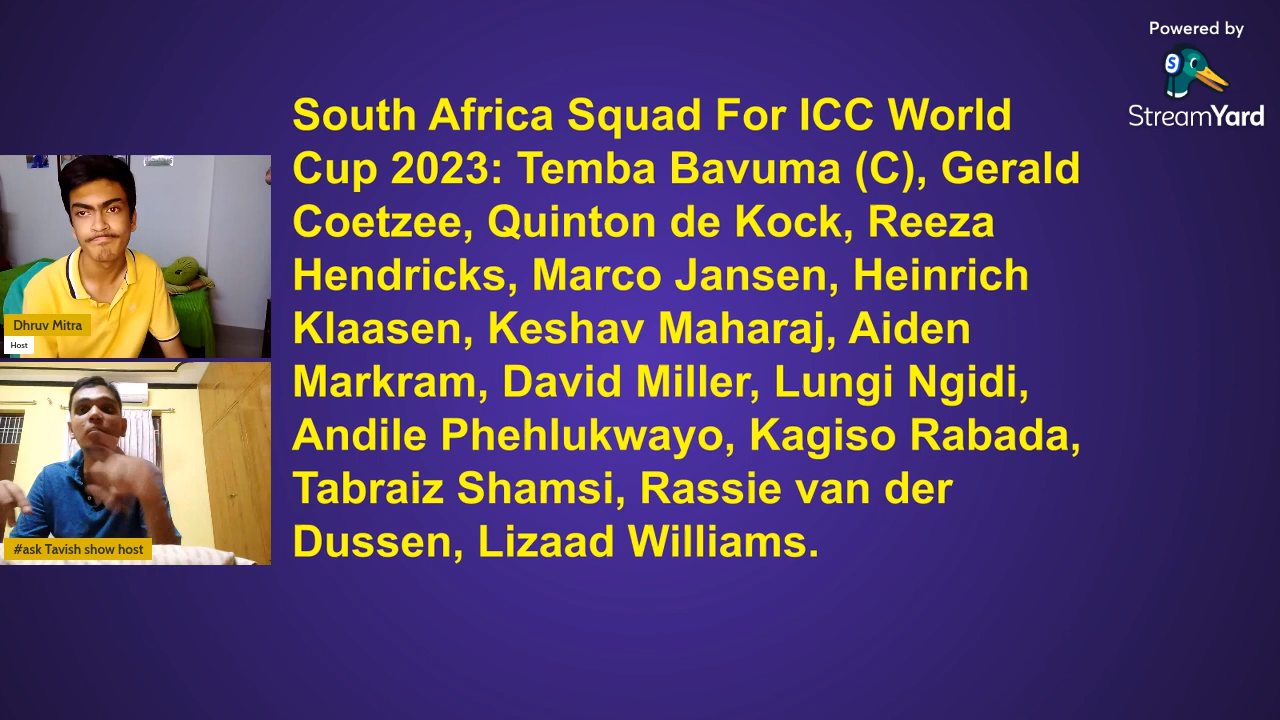 Powered by
S
StreamYard
South Africa Squad For ICC World
Cup 2023: Temba Bavuma (C), Gerald
Coetzee, Quinton de Kock, Reeza
Hendricks, Marco Jansen, Heinrich
Klaasen, Keshav Maharaj, Aiden
Markram, David Miller, Lungi Ngidi,
Andile Phehlukwayo, Kagiso Rabada,
Tabraiz Shamsi, Rassie van der
Dussen, Lizaad Williams.
Dhruv Mitra
Host
#ask Tavish show host